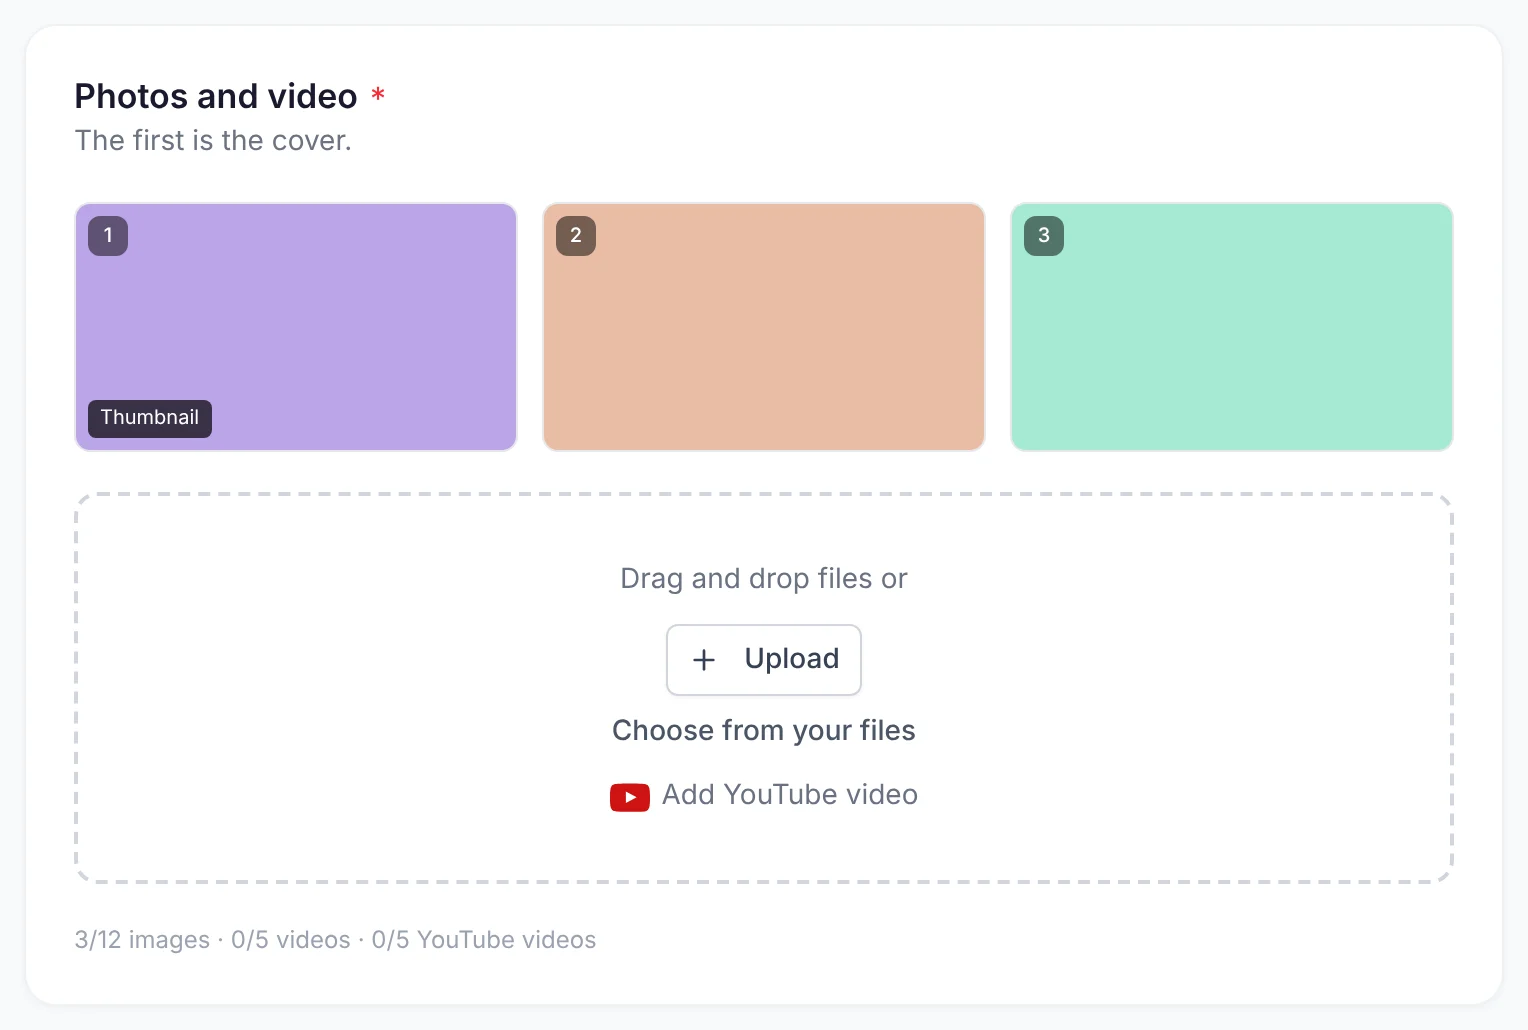 Photos and video *
The first is the cover.
1
2
3
Thumbnail
Drag and drop files or
+ Upload
Choose from your files
Add YouTube video
3/12 images · 0/5 videos · 0/5 YouTube videos